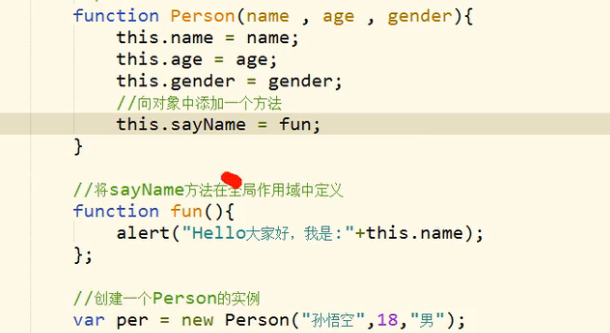 function Person(name , age , gender){
this.name = name;
this.age = age;
this.gender = gender;
//向对象中添加一个方法
this.sayName = fun;
}
//将sayName方法在全局作用域中定义
function fun(){
alert("Hello大家好，我是:"+this.name);
};
//创建一个Person的实例
var per = new Person("孙悟空",18,"男");